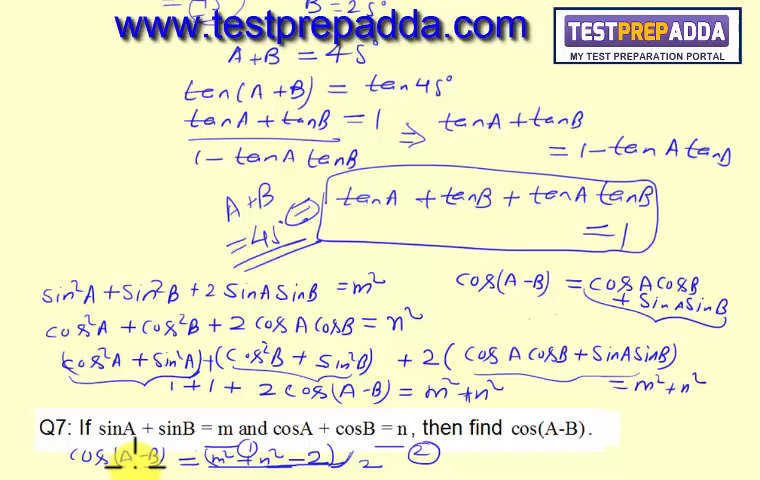 B = 25°
www.testprepadda.com
TESTPREPADDA
MY TEST PREPARATION PORTAL
A+B = 45°
tan(A+B) = tan45°
tanA + tanB = 1 ⇒ tanA + tanB
1 - tanA tanB = 1 - tanA tanB
A+B = 45° ⇒ tanA + tanB + tanA tanB = 1
sin²A + sin²B + 2 sinA sinB = m²
cos(A-B) = cosA cosB + sinA sinB
cos²A + cos²B + 2 cosA cosB = n²
(cos²A + sin²A) + (cos²B + sin²B) + 2(cosA cosB + sinA sinB) = m² + n²
1 + 1 + 2 cos(A-B) = m² + n²
Q7: If sinA + sinB = m and cosA + cosB = n, then find cos(A-B).
① ②
cos(A-B) = (m² + n² - 2)/2